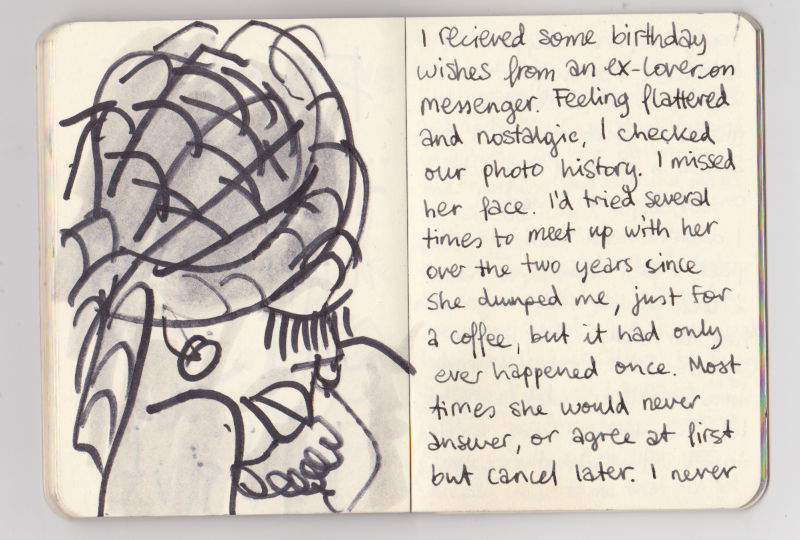 I recieved some birthday
wishes from an ex-lover on
messenger. Feeling flattered
and nostalgic, I checked
our photo history. I missed
her face. I'd tried several
times to meet up with her
over the two years since
she dumped me, just for
a coffee, but it had only
ever happened once. Most
times she would never
answer, or agree at first
but cancel later. I never